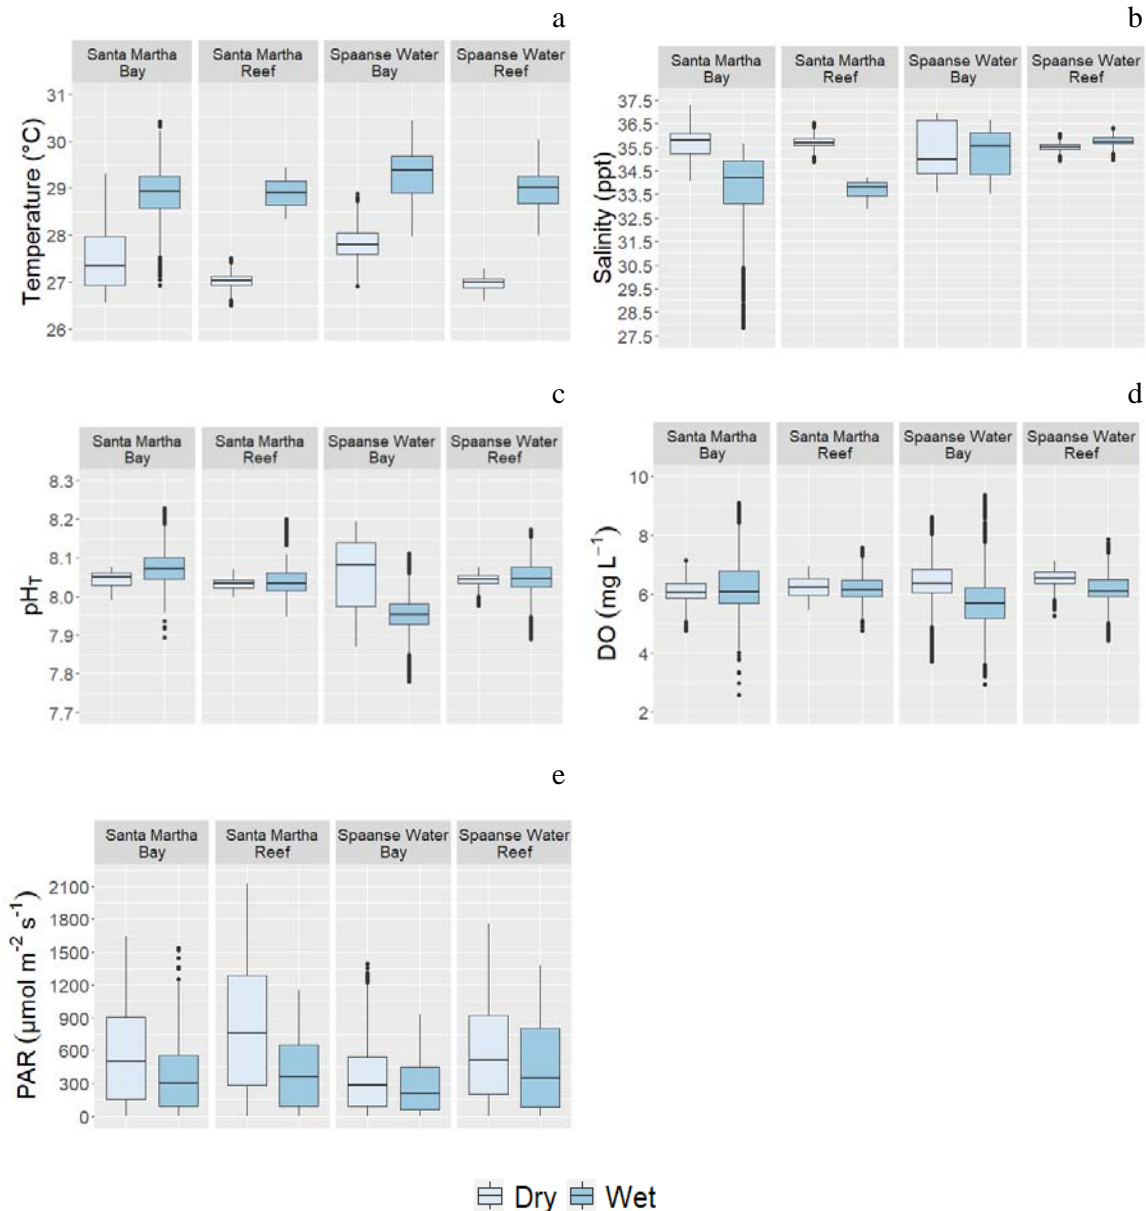 a
Santa Martha Bay
Santa Martha Reef
Spaanse Water Bay
Spaanse Water Reef
Temperature (°C)
31
30
29
28
27
26
b
Santa Martha Bay
Santa Martha Reef
Spaanse Water Bay
Spaanse Water Reef
Salinity (ppt)
37.5
36.5
35.5
34.5
33.5
32.5
31.5
30.5
29.5
28.5
27.5
c
Santa Martha Bay
Santa Martha Reef
Spaanse Water Bay
Spaanse Water Reef
pHT
8.3
8.2
8.1
8.0
7.9
7.8
7.7
d
Santa Martha Bay
Santa Martha Reef
Spaanse Water Bay
Spaanse Water Reef
DO (mg L⁻¹)
10
8
6
4
2
e
Santa Martha Bay
Santa Martha Reef
Spaanse Water Bay
Spaanse Water Reef
PAR (µmol m⁻² s⁻¹)
2100
1800
1500
1200
900
600
300
0
Dry Wet